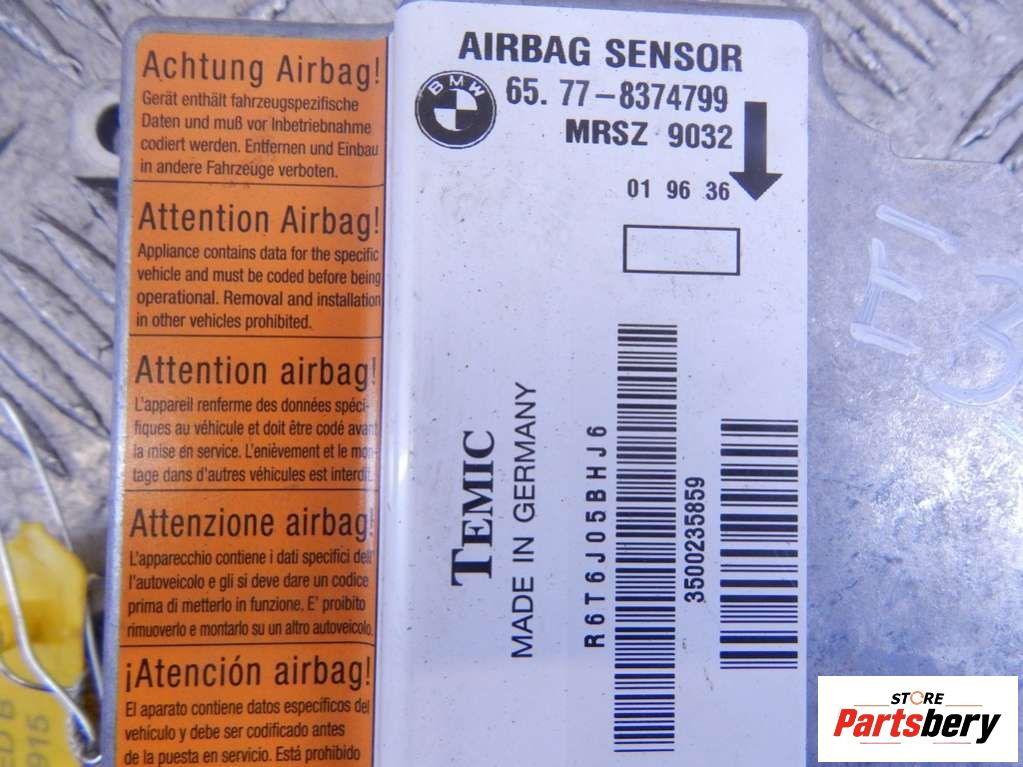 Achtung Airbag!
Gerät enthält fahrzeugspezifische
Daten und muß vor Inbetriebnahme
codiert werden. Entfernen und Einbau
in andere Fahrzeuge verboten.
Attention Airbag!
Appliance contains data for the specific
vehicle and must be coded before being
operational. Removal and installation
in other vehicles prohibited.
Attention airbag!
L'appareil renferme des données spéci-
fiques au véhicule et doit être codé avant
la mise en service. L'enièvement et le mon-
tage dans d'autres véhicules est interdit.
Attenzione airbag!
L'apparecchio contiene i dati specifici dell'
l'autoveicolo e gli si deve dare un codice
prima di metterlo in funzione. E' proibito
rimuoverlo e montarlo su un altro autoveicolo.
¡Atención airbag!
El aparato contiene datos específicos del
vehículo y debe ser codificado antes
de la puesta en servicio. Está prohibido
AIRBAG SENSOR
BMW
65. 77-8374799
MRSZ 9032
01 96 36
TEMIC
MADE IN GERMANY
R6T6J05BHJ6
3500235859
915
STORE
Partsbery